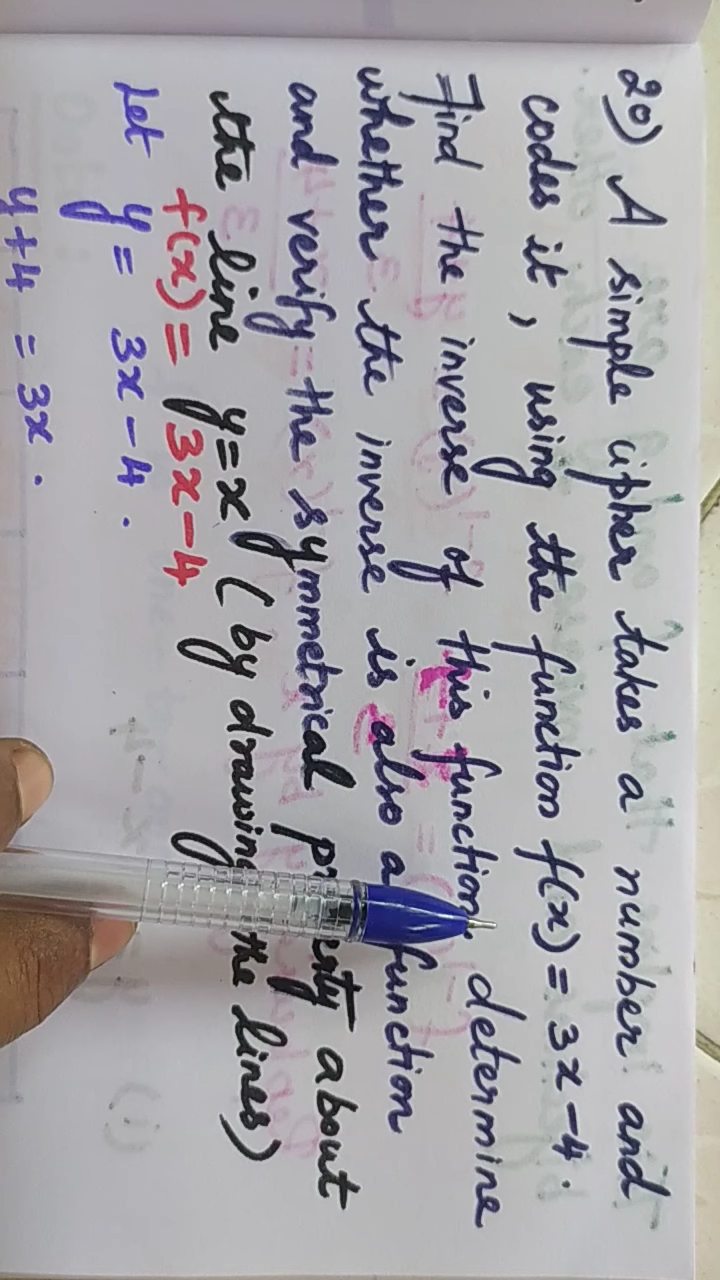 20) A simple cipher takes a number and
codes it, using the function f(x) = 3x - 4.
Find the inverse of this function, determine
whether the inverse is also a function
and verify the symmetrical property about
the line y = x (by drawing the lines)
f(x) = 3x - 4
Let y = 3x - 4.
y + 4 = 3x.